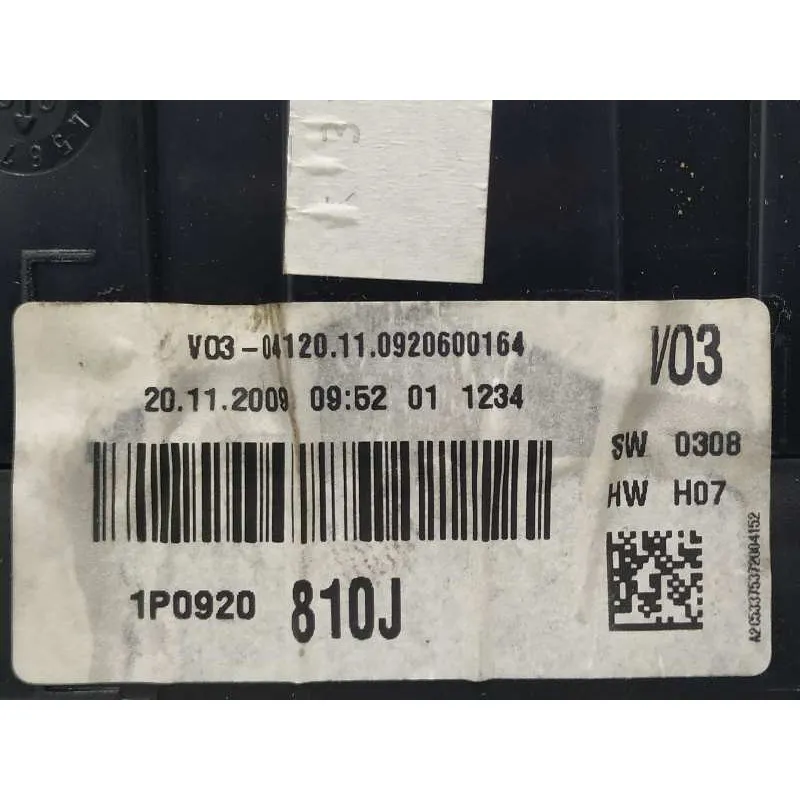 V03-04120.11.0920600164
20.11.2009 09:52 01 1234
V03
SW 0308
HW H07
1P0920 810J
A2C53375372004152